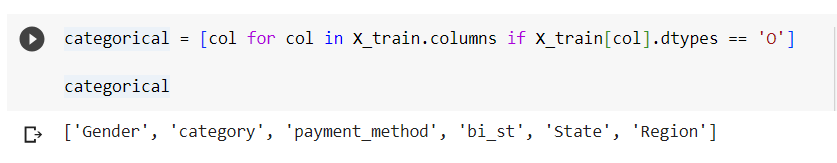 categorical = [col for col in X_train.columns if X_train[col].dtypes == 'O']
categorical
['Gender', 'category', 'payment_method', 'bi_st', 'State', 'Region']